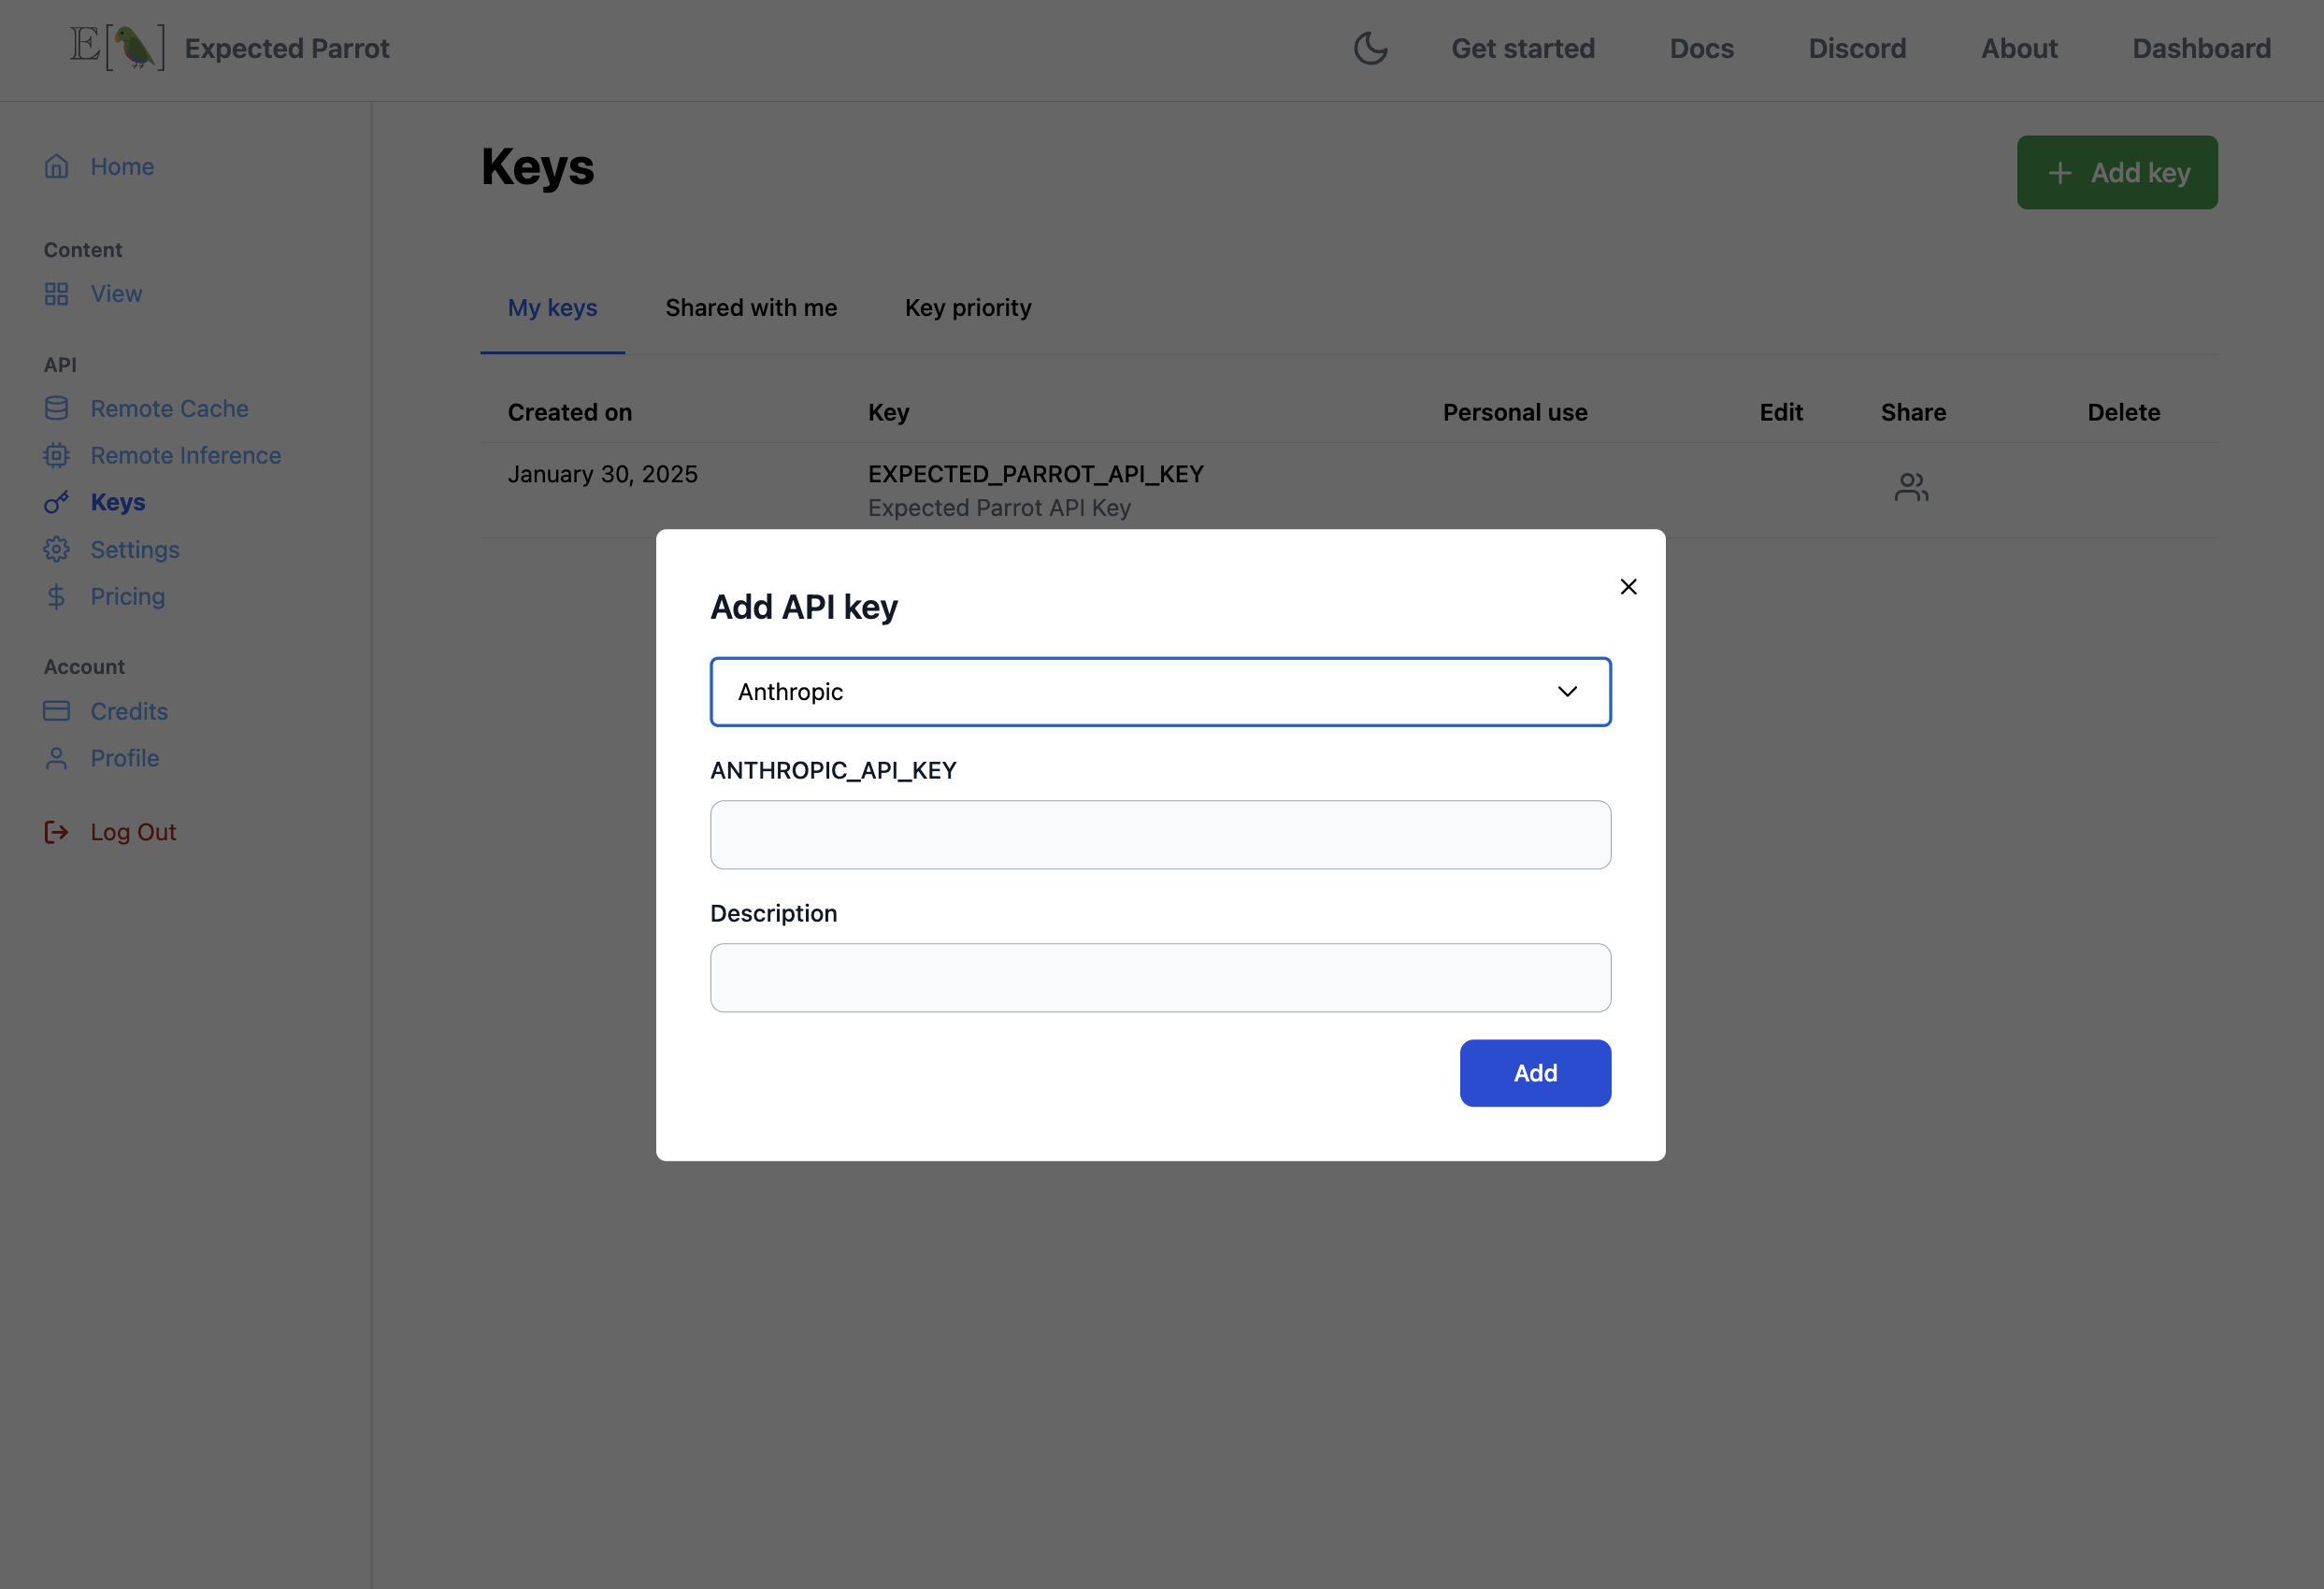 E[ ] Expected Parrot
Get started
Docs
Discord
About
Dashboard
Home
Content
View
API
Remote Cache
Remote Inference
Keys
Settings
Pricing
Account
Credits
Profile
Log Out
Keys
+ Add key
My keys
Shared with me
Key priority
Created on
Key
Personal use
Edit
Share
Delete
January 30, 2025
EXPECTED_PARROT_API_KEY
Expected Parrot API Key
Add API key
Anthropic
ANTHROPIC_API_KEY
Description
Add